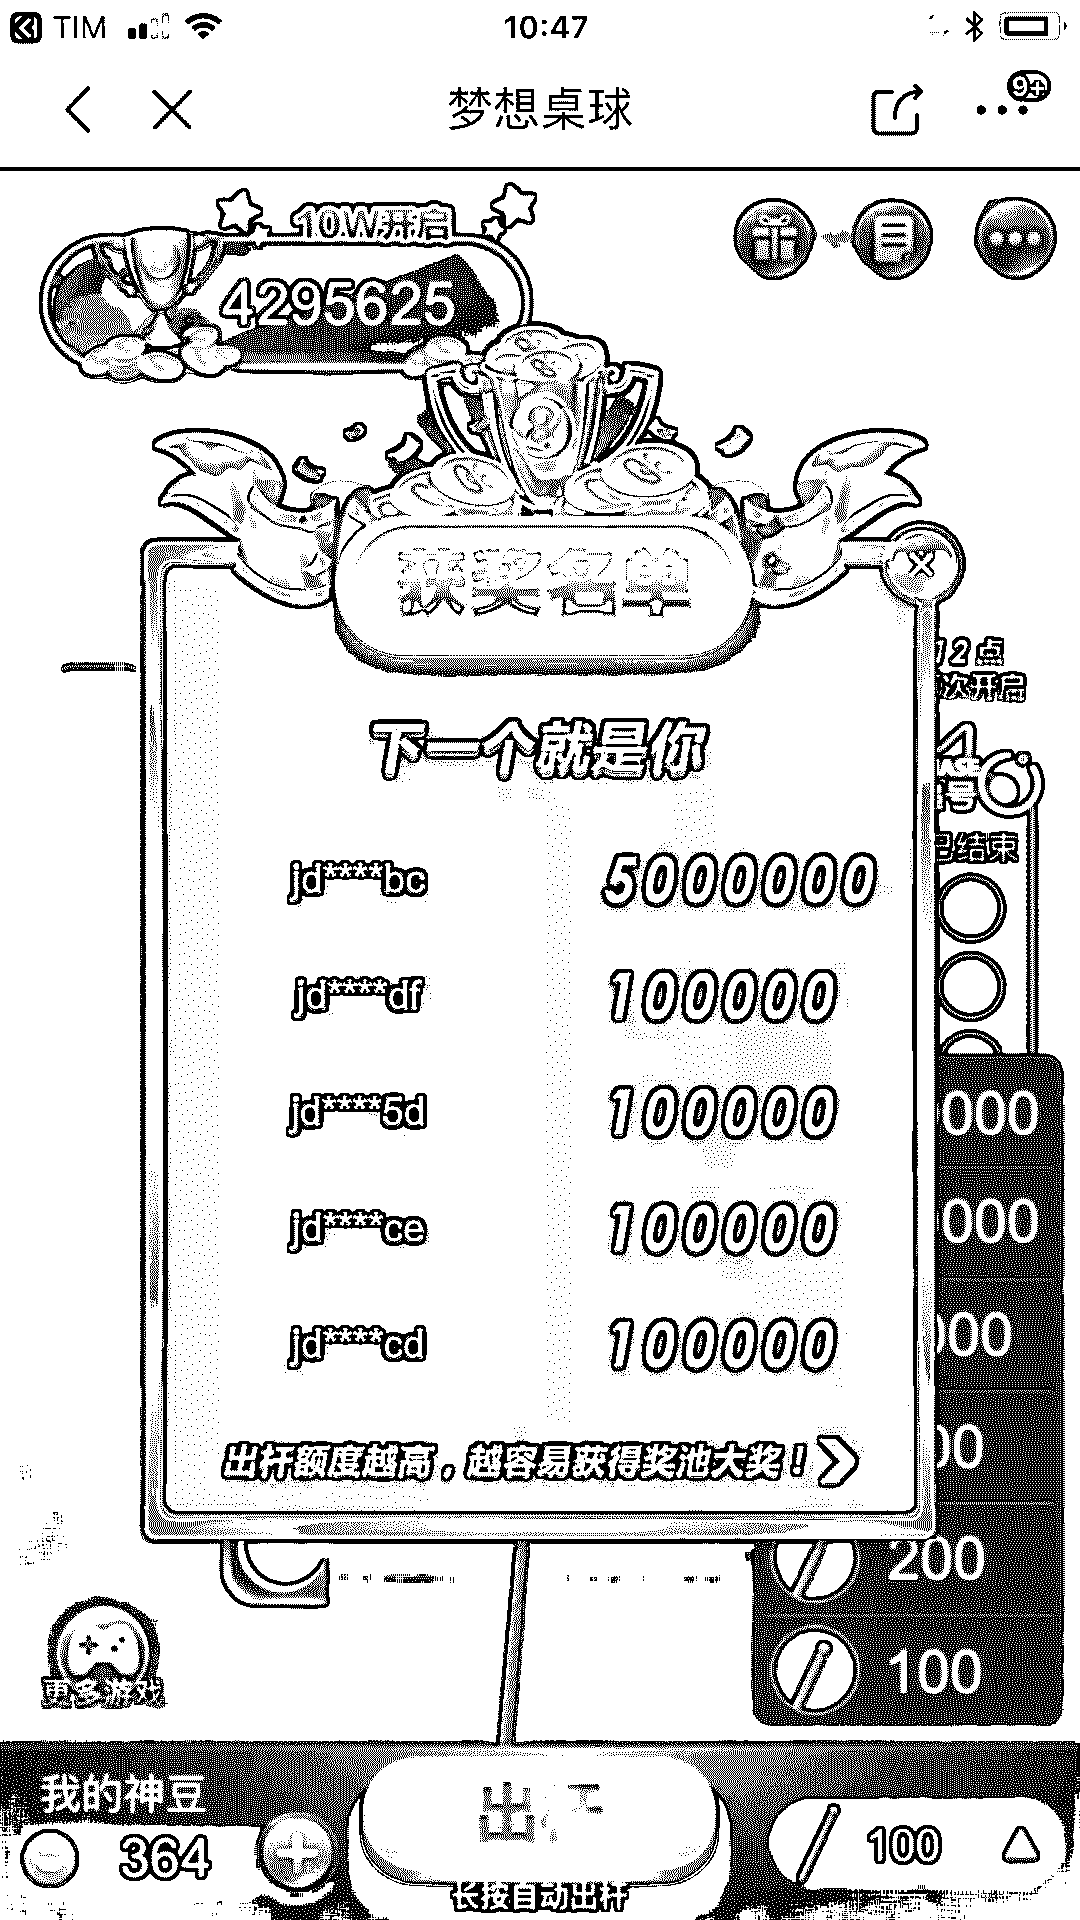 TIM
10:47
梦想桌球
9+
10W开启
4295625
获奖名单
12点
次开启
下一个就是你
号
已结束
jd*****bc 5000000
jd****df 100000
jd****5d 100000
jd****ce 100000
jd****cd 100000
出杆额度越高，越容易获得奖池大奖！
000
000
000
00
200
100
更多游戏
我的神豆
364
出
长按自动出杆
100